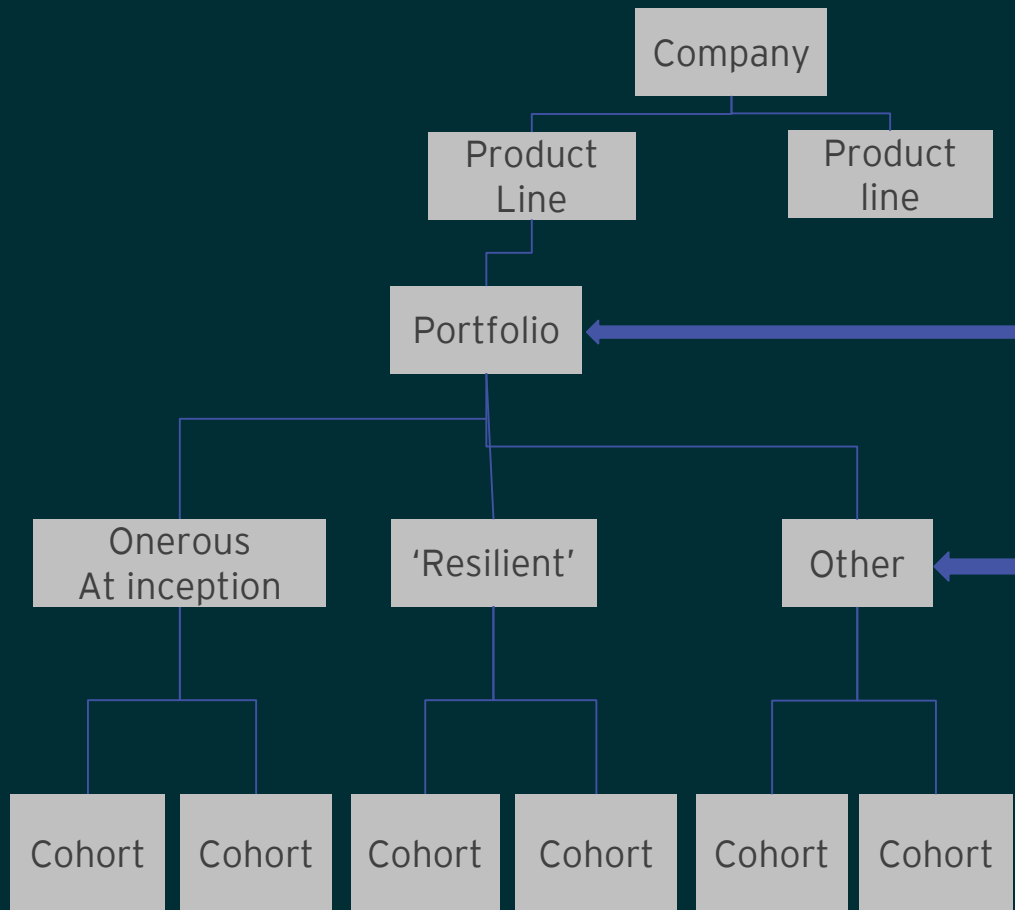 Company
Product
Line
Product
line
Portfolio
Onerous
At inception
‘Resilient’
Other
Cohort
Cohort
Cohort
Cohort
Cohort
Cohort